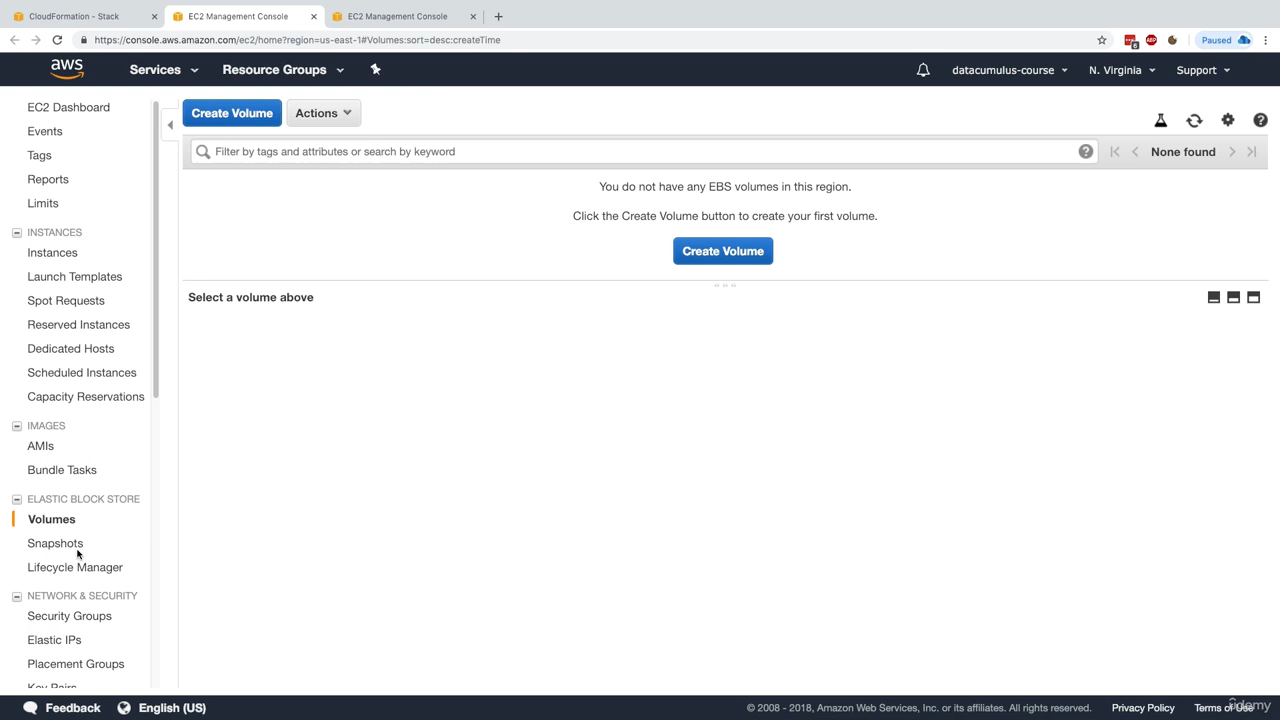 CloudFormation - Stack
EC2 Management Console
EC2 Management Console
https://console.aws.amazon.com/ec2/home?region=us-east-1#Volumes:sort=desc:createTime
6
ABP
Paused
aws
Services
Resource Groups
datacumulus-course
N. Virginia
Support
EC2 Dashboard
Events
Tags
Reports
Limits
INSTANCES
Instances
Launch Templates
Spot Requests
Reserved Instances
Dedicated Hosts
Scheduled Instances
Capacity Reservations
IMAGES
AMIs
Bundle Tasks
ELASTIC BLOCK STORE
Volumes
Snapshots
Lifecycle Manager
NETWORK & SECURITY
Security Groups
Elastic IPs
Placement Groups
Key Pairs
Create Volume
Actions
Filter by tags and attributes or search by keyword
None found
You do not have any EBS volumes in this region.
Click the Create Volume button to create your first volume.
Create Volume
Select a volume above
Feedback
English (US)
© 2008 - 2018, Amazon Web Services, Inc. or its affiliates. All rights reserved.
Privacy Policy
Terms of Use
Udemy